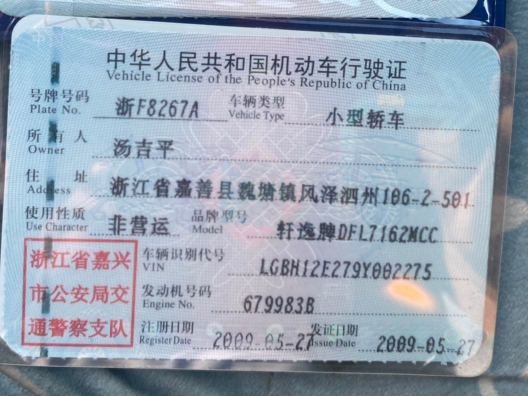 中华人民共和国机动车行驶证
Vehicle License of the People's Republic of China
号牌号码 浙F8267A 车辆类型 小型轿车
Plate No. Vehicle Type
所有人 汤吉平
Owner
住址 浙江省嘉善县魏塘镇风泽泗州106-2-501
Address
使用性质 非营运 品牌型号 轩逸牌DFL7162MCC
Use Character Model
浙江省嘉兴 车辆识别代号 LGBH12E279Y002275
VIN
市公安局交 发动机号码 679983B
Engine No.
通警察支队 注册日期 2009-05-27 发证日期 2009-05-27
Register Date Issue Date